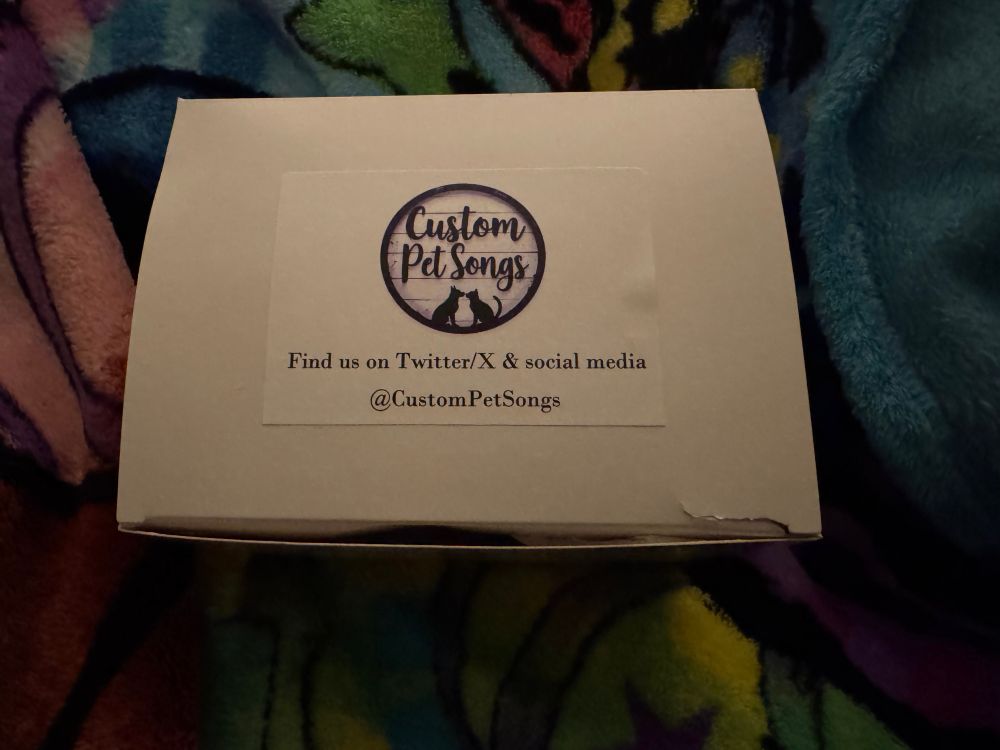 Custom
Pet Songs
Find us on Twitter/X & social media
@CustomPetSongs